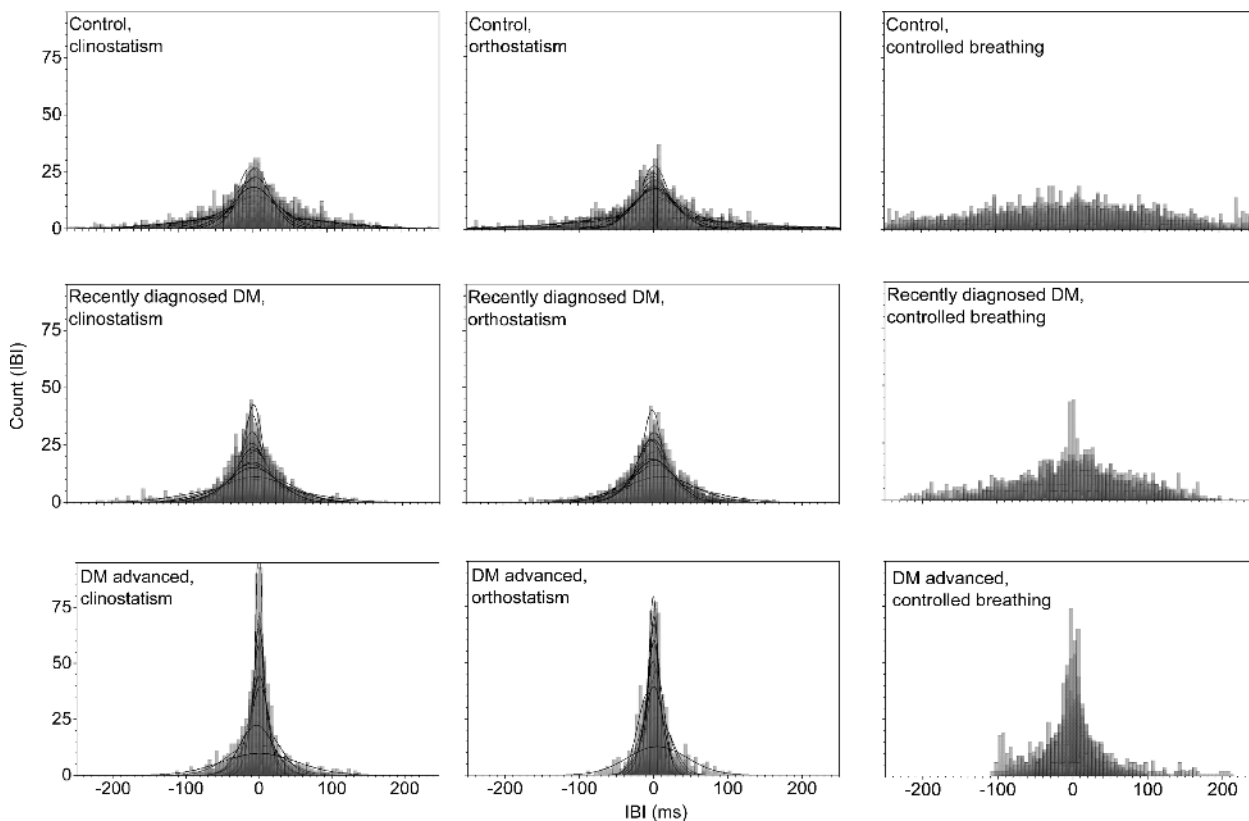 Control,
clinostatism
75
50
25
0
Control,
orthostatism
Control,
controlled breathing
Recently diagnosed DM,
clinostatism
Count (IBI)
75
50
25
0
Recently diagnosed DM,
orthostatism
Recently diagnosed DM,
controlled breathing
DM advanced,
clinostatism
75
50
25
0
-200 -100 0 100 200
DM advanced,
orthostatism
-200 -100 0 100 200
IBI (ms)
DM advanced,
controlled breathing
-200 -100 0 100 200